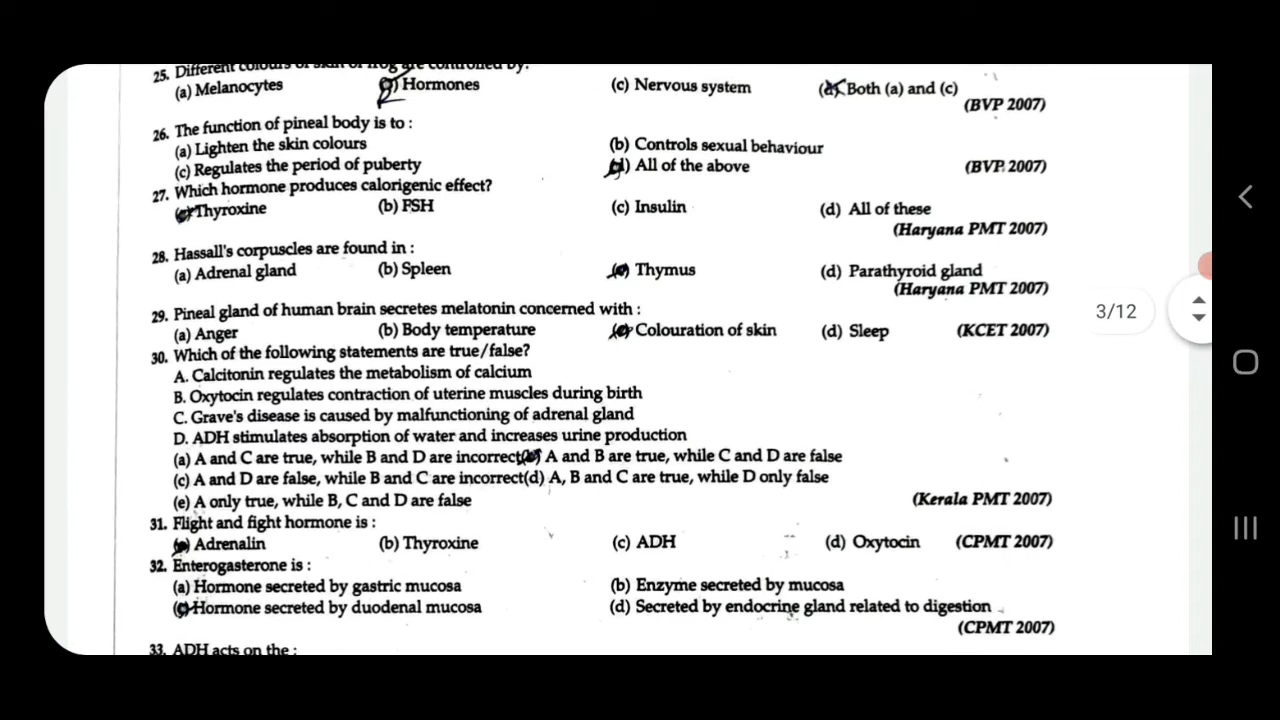 25. Different colours of skin of frog are controlled by:
(a) Melanocytes (b) Hormones (c) Nervous system (d) Both (a) and (c)
(BVP 2007)
26. The function of pineal body is to :
(a) Lighten the skin colours (b) Controls sexual behaviour
(c) Regulates the period of puberty (d) All of the above (BVP. 2007)
27. Which hormone produces calorigenic effect?
(a) Thyroxine (b) FSH (c) Insulin (d) All of these
(Haryana PMT 2007)
28. Hassall's corpuscles are found in :
(a) Adrenal gland (b) Spleen (c) Thymus (d) Parathyroid gland
(Haryana PMT 2007)
29. Pineal gland of human brain secretes melatonin concerned with :
(a) Anger (b) Body temperature (c) Colouration of skin (d) Sleep (KCET 2007)
30. Which of the following statements are true/false?
A. Calcitonin regulates the metabolism of calcium
B. Oxytocin regulates contraction of uterine muscles during birth
C. Grave's disease is caused by malfunctioning of adrenal gland
D. ADH stimulates absorption of water and increases urine production
(a) A and C are true, while B and D are incorrect (b) A and B are true, while C and D are false
(c) A and D are false, while B and C are incorrect(d) A, B and C are true, while D only false
(e) A only true, while B, C and D are false (Kerala PMT 2007)
31. Flight and fight hormone is :
(a) Adrenalin (b) Thyroxine (c) ADH (d) Oxytocin (CPMT 2007)
32. Enterogasterone is :
(a) Hormone secreted by gastric mucosa (b) Enzyme secreted by mucosa
(c) Hormone secreted by duodenal mucosa (d) Secreted by endocrine gland related to digestion
(CPMT 2007)
33. ADH acts on the :
3/12